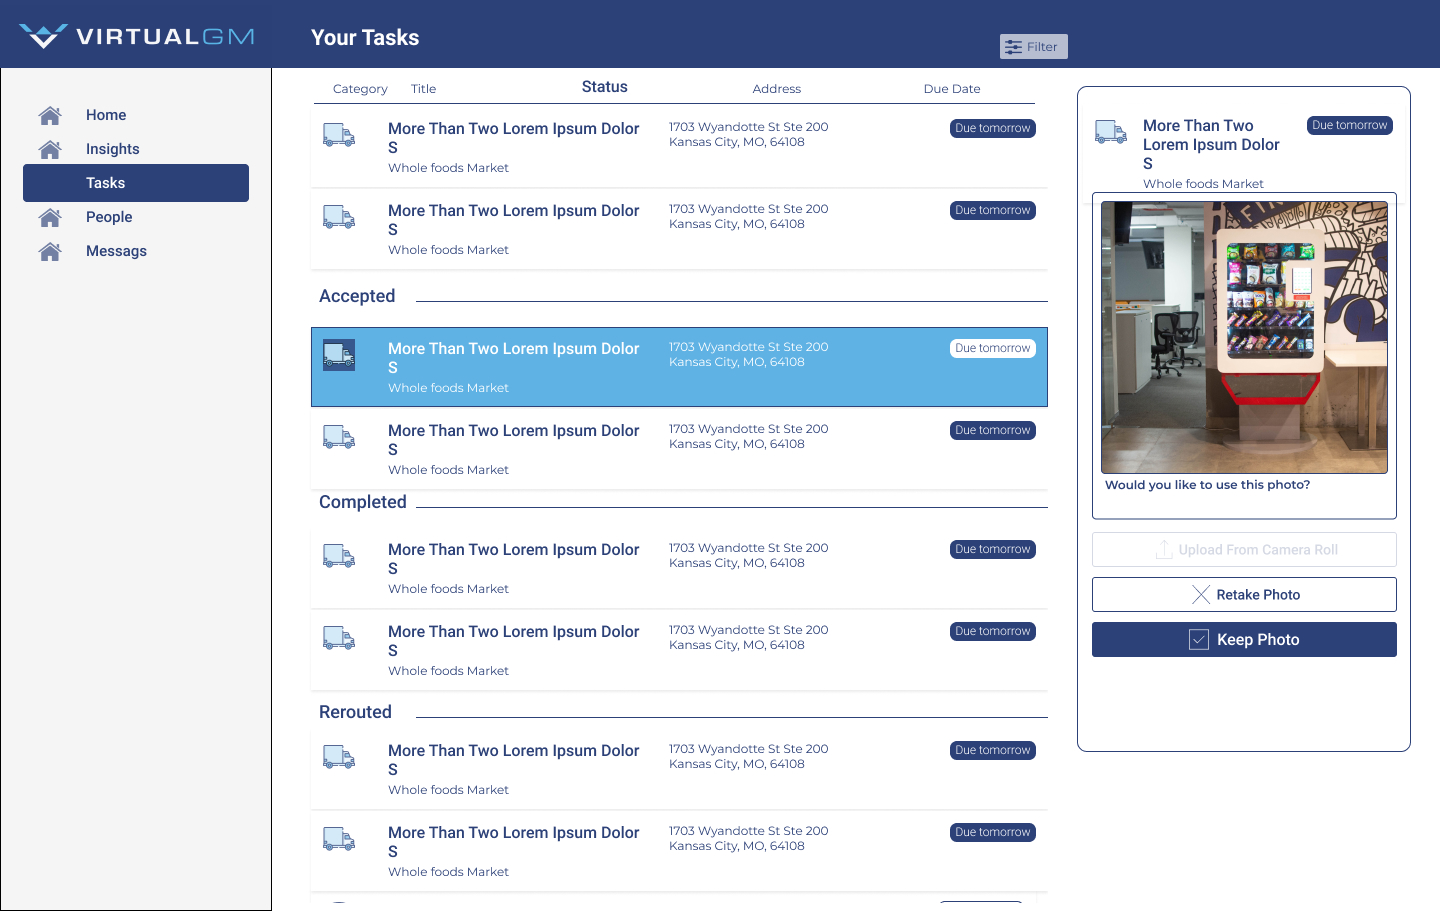 VIRTUALGM
Your Tasks
Filter
Home
Insights
Tasks
People
Messags
Category Title Status Address Due Date
More Than Two Lorem Ipsum Dolor
S
Whole foods Market
1703 Wyandotte St Ste 200
Kansas City, MO, 64108
Due tomorrow
More Than Two Lorem Ipsum Dolor
S
Whole foods Market
1703 Wyandotte St Ste 200
Kansas City, MO, 64108
Due tomorrow
Accepted
More Than Two Lorem Ipsum Dolor
S
Whole foods Market
1703 Wyandotte St Ste 200
Kansas City, MO, 64108
Due tomorrow
More Than Two Lorem Ipsum Dolor
S
Whole foods Market
1703 Wyandotte St Ste 200
Kansas City, MO, 64108
Due tomorrow
Completed
More Than Two Lorem Ipsum Dolor
S
Whole foods Market
1703 Wyandotte St Ste 200
Kansas City, MO, 64108
Due tomorrow
More Than Two Lorem Ipsum Dolor
S
Whole foods Market
1703 Wyandotte St Ste 200
Kansas City, MO, 64108
Due tomorrow
Rerouted
More Than Two Lorem Ipsum Dolor
S
Whole foods Market
1703 Wyandotte St Ste 200
Kansas City, MO, 64108
Due tomorrow
More Than Two Lorem Ipsum Dolor
S
Whole foods Market
1703 Wyandotte St Ste 200
Kansas City, MO, 64108
Due tomorrow
More Than Two
Lorem Ipsum Dolor
S
Whole foods Market
Due tomorrow
Would you like to use this photo?
Upload From Camera Roll
Retake Photo
Keep Photo